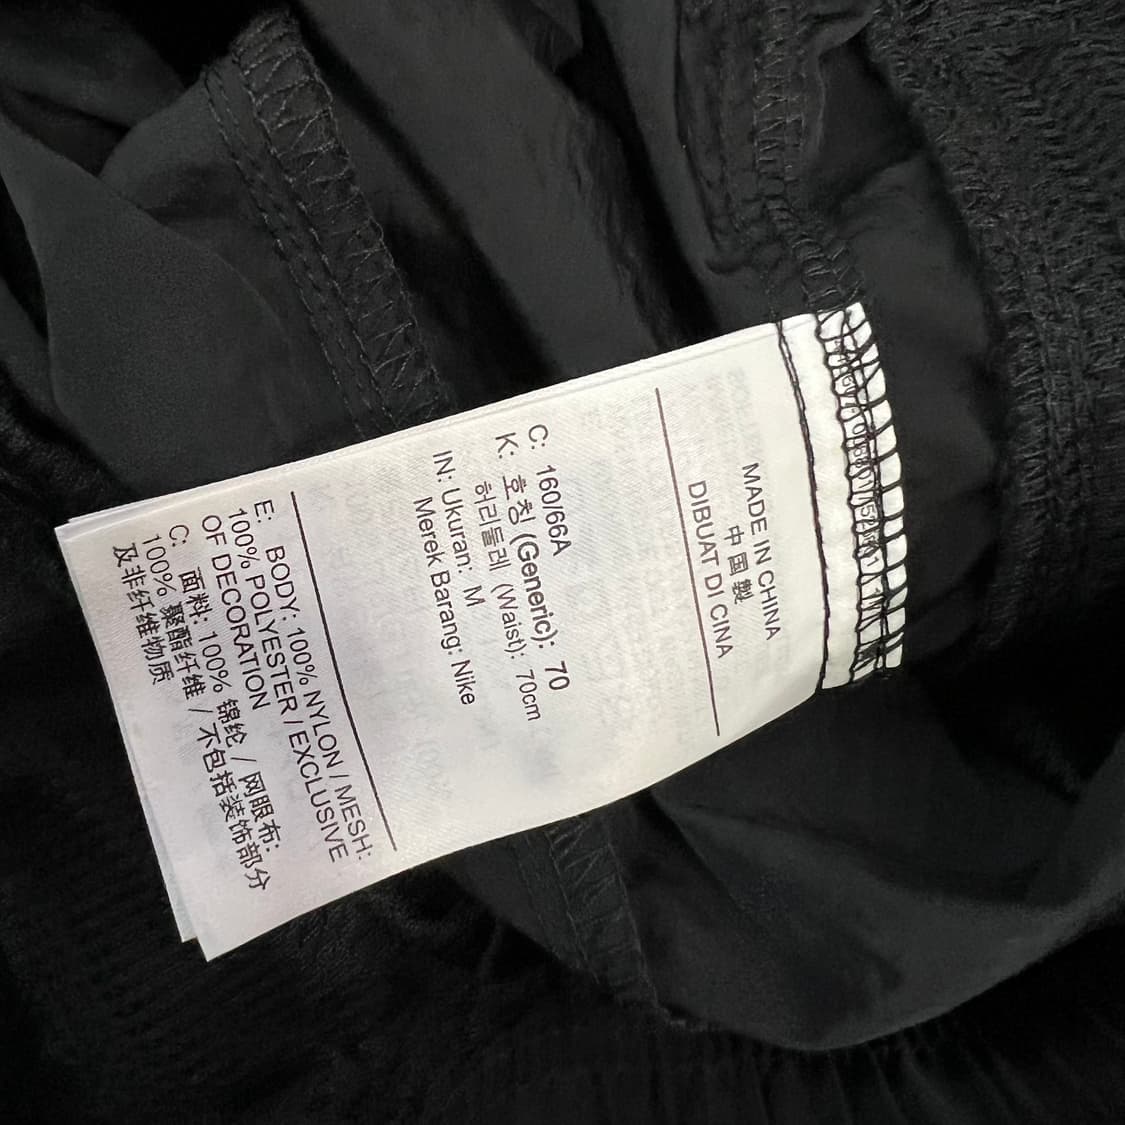 MADE IN CHINA
中国製
DIBUAT DI CINA
C: 160/66A
K: 호칭 (Generic): 70
허리둘레 (Waist): 70cm
IN: Ukuran: M
Merek Barang: Nike
E: BODY: 100% NYLON / MESH:
100% POLYESTER / EXCLUSIVE
OF DECORATION
C: 面料: 100% 锦纶 / 网眼布:
100% 聚酯纤维 / 不包括装饰部分
及非纤维物质